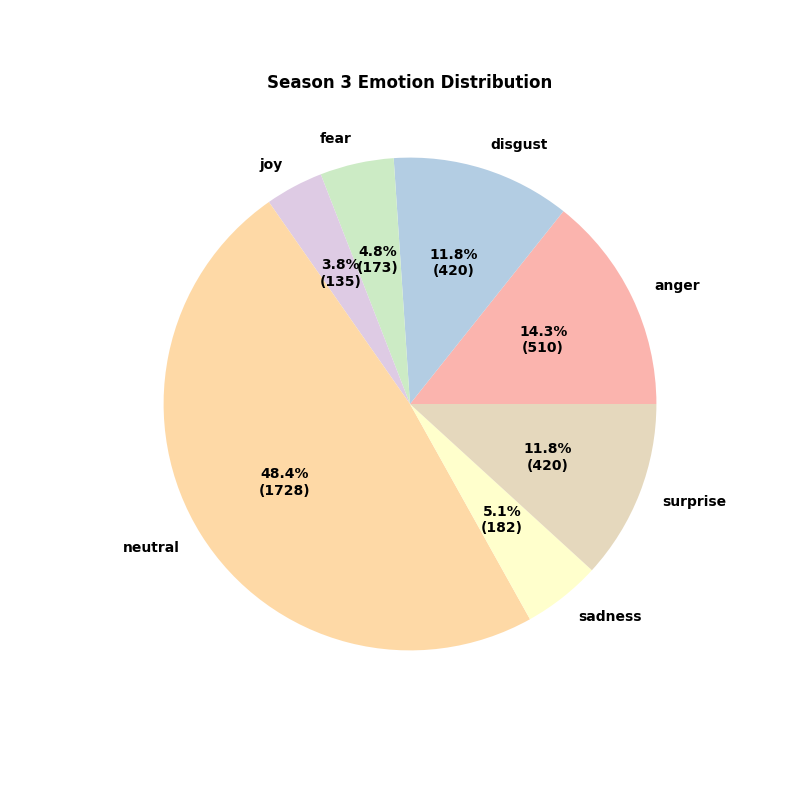 Season 3 Emotion Distribution
fear
disgust
joy
anger
4.8%
(173)
11.8%
(420)
3.8%
(135)
14.3%
(510)
48.4%
(1728)
11.8%
(420)
5.1%
(182)
surprise
neutral
sadness